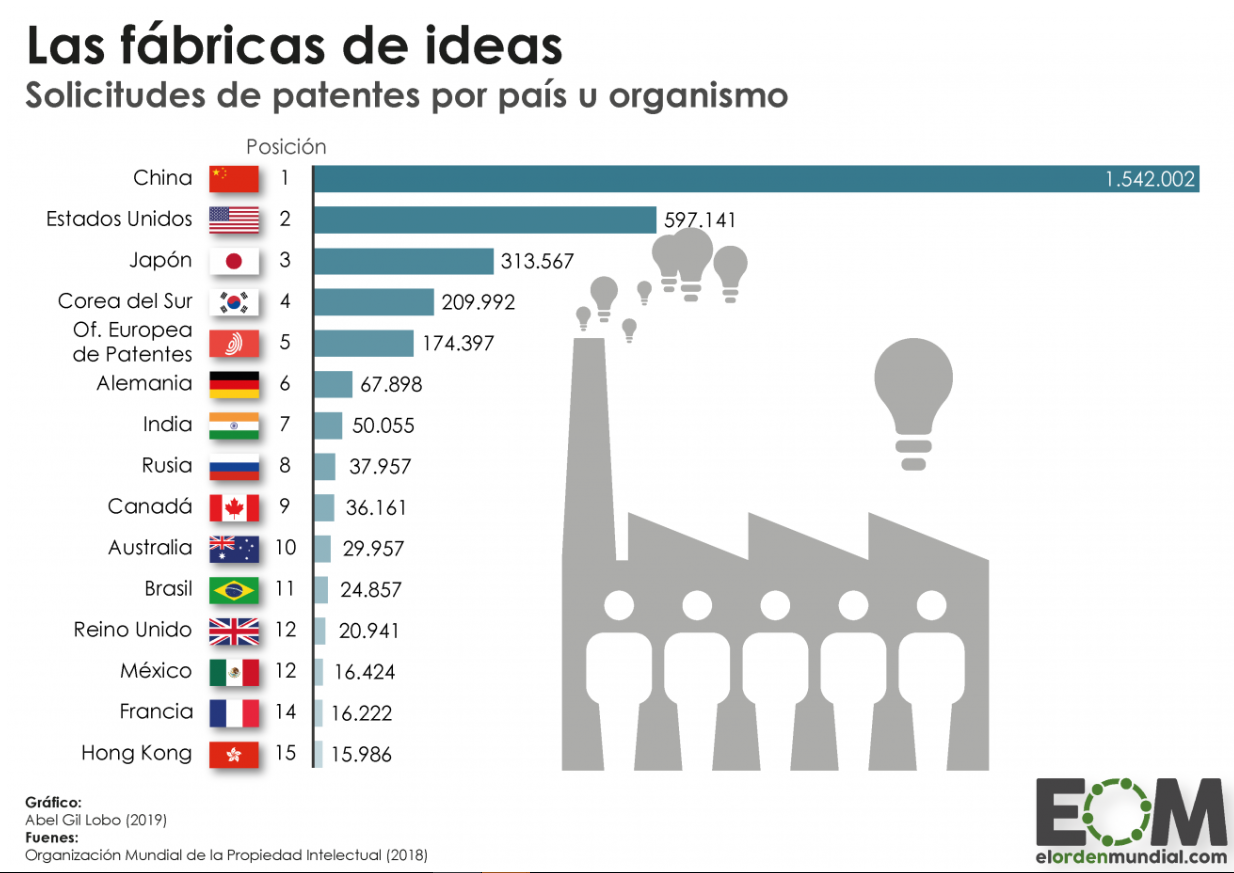 Las fábricas de ideas
Solicitudes de patentes por país u organismo
Posición
China 1 1.542.002
Estados Unidos 2 597.141
Japón 3 313.567
Corea del Sur 4 209.992
Of. Europea
de Patentes 5 174.397
Alemania 6 67.898
India 7 50.055
Rusia 8 37.957
Canadá 9 36.161
Australia 10 29.957
Brasil 11 24.857
Reino Unido 12 20.941
México 12 16.424
Francia 14 16.222
Hong Kong 15 15.986
Gráfico:
Abel Gil Lobo (2019)
Fuenes:
Organización Mundial de la Propiedad Intelectual (2018)
EOM
elordenmundial.com